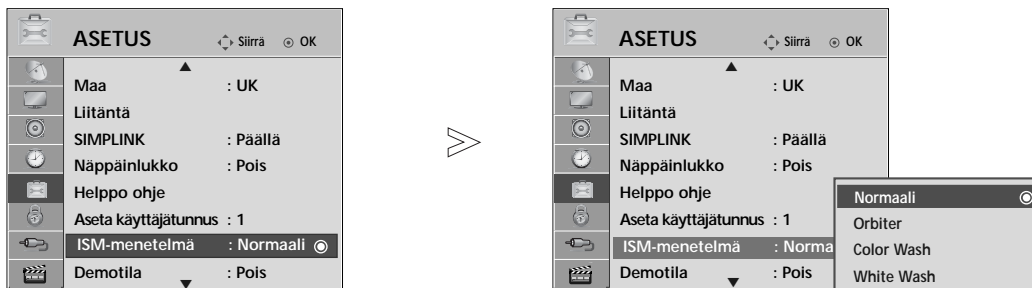 ASETUS Siirrä OK
Maa : UK
Liitäntä
SIMPLINK : Päällä
Näppäinlukko : Pois
Helppo ohje
Aseta käyttäjätunnus : 1
ISM-menetelmä : Normaali
Demotila : Pois
ASETUS Siirrä OK
Maa : UK
Liitäntä
SIMPLINK : Päällä
Näppäinlukko : Pois
Helppo ohje
Aseta käyttäjätunnus : 1
ISM-menetelmä : Norma
Demotila : Pois
Normaali
Orbiter
Color Wash
White Wash